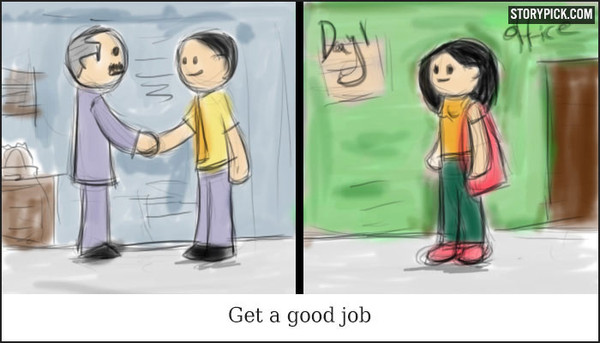 STORYPICK.COM
Day 1
office
Get a good job